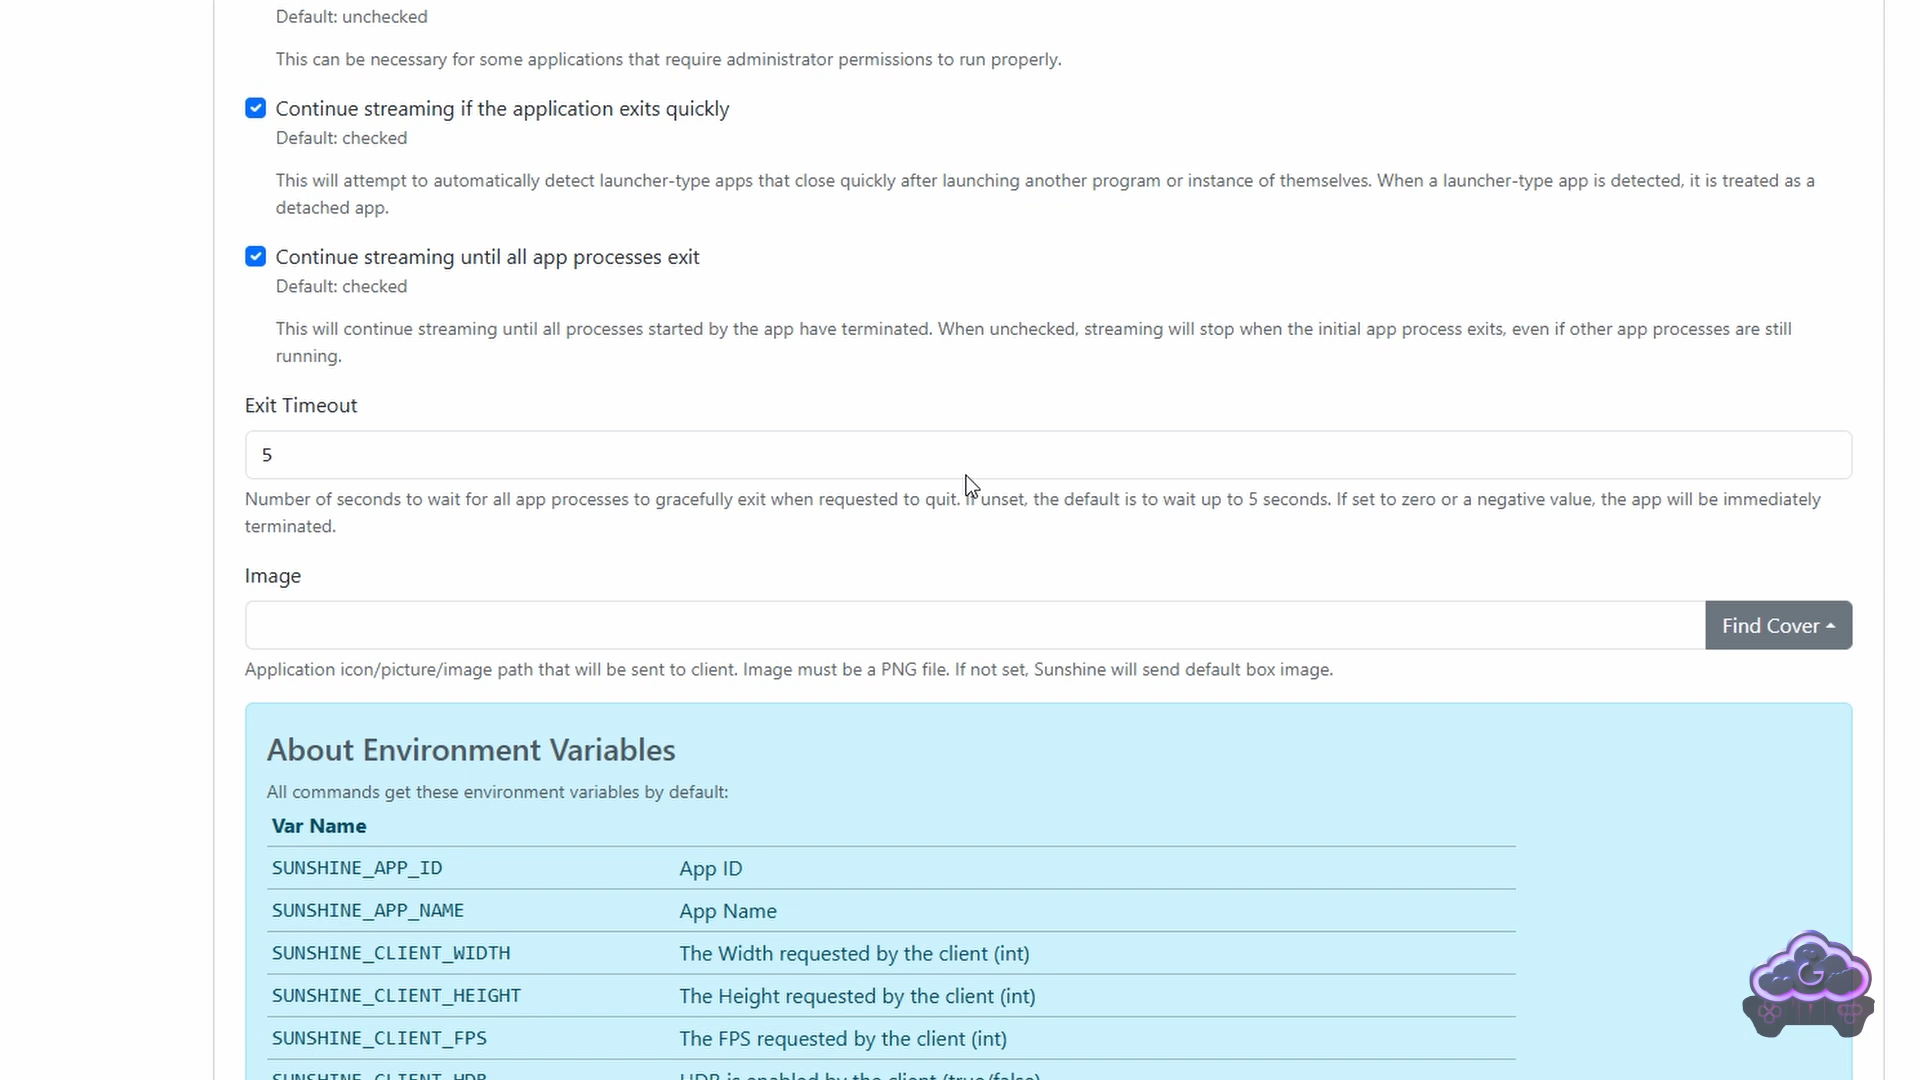 Default: unchecked
This can be necessary for some applications that require administrator permissions to run properly.
Continue streaming if the application exits quickly
Default: checked
This will attempt to automatically detect launcher-type apps that close quickly after launching another program or instance of themselves. When a launcher-type app is detected, it is treated as a
detached app.
Continue streaming until all app processes exit
Default: checked
This will continue streaming until all processes started by the app have terminated. When unchecked, streaming will stop when the initial app process exits, even if other app processes are still
running.
Exit Timeout
5
Number of seconds to wait for all app processes to gracefully exit when requested to quit. If unset, the default is to wait up to 5 seconds. If set to zero or a negative value, the app will be immediately
terminated.
Image
Find Cover
Application icon/picture/image path that will be sent to client. Image must be a PNG file. If not set, Sunshine will send default box image.
About Environment Variables
All commands get these environment variables by default:
Var Name
SUNSHINE_APP_ID App ID
SUNSHINE_APP_NAME App Name
SUNSHINE_CLIENT_WIDTH The Width requested by the client (int)
SUNSHINE_CLIENT_HEIGHT The Height requested by the client (int)
SUNSHINE_CLIENT_FPS The FPS requested by the client (int)
SUNSHINE_CLIENT_HDR HDR is enabled by the client (true/false)
G